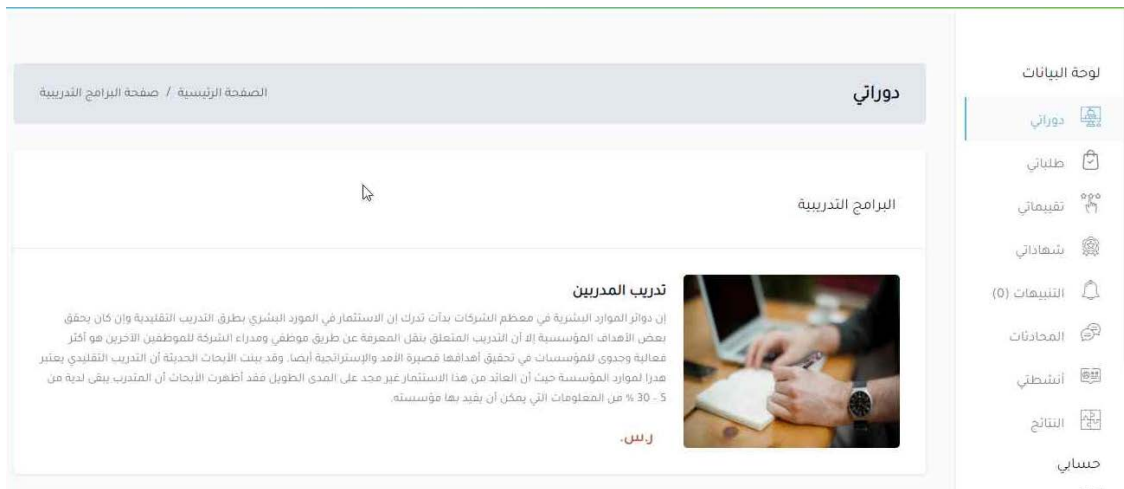 لوحة البيانات
دوراتي
طلباتي
تقييماتي
شهاداتي
التنبيهات (0)
المحادثات
أنشطتي
النتائج
حسابي
دوراتي
الصفحة الرئيسية / صفحة البرامج التدريبية
البرامج التدريبية
تدريب المدربين
إن دوائر الموارد البشرية في معظم الشركات بدأت تدرك إن الاستثمار في المورد البشري بطرق التدريب التقليدية وإن كان يحقق
بعض الأهداف المؤسسية إلا أن التدريب المتعلق بنقل المعرفة عن طريق موظفي ومدراء الشركة للموظفين الآخرين هو أكثر
فعالية وجدوى للمؤسسات في تحقيق أهدافها قصيرة الأمد والإستراتجية أيضا. وقد بينت الأبحاث الحديثة أن التدريب التقليدي يعتبر
هدرا لموارد المؤسسة حيث أن العائد من هذا الاستثمار غير مجد على المدى الطويل فقد أظهرت الأبحاث أن المتدرب يبقى لدية من
5 - 30 % من المعلومات التي يمكن أن يفيد بها مؤسسته.
ر.س.